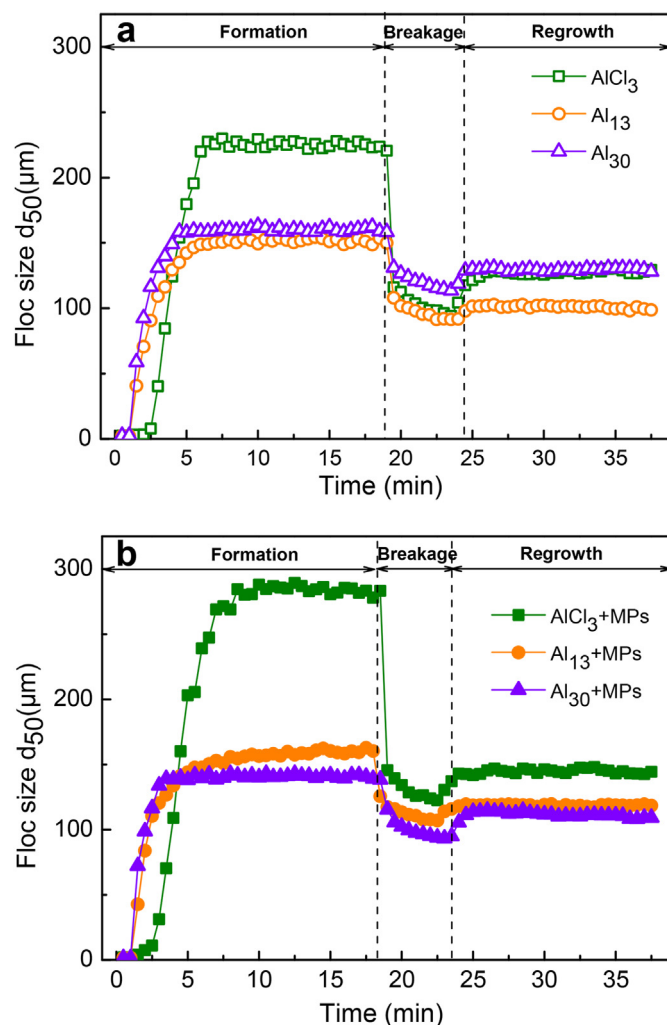 a
Formation Breakage Regrowth
300
200
100
0
Floc size d50(μm)
AlCl3
Al13
Al30
0 5 10 15 20 25 30 35
Time (min)
b
Formation Breakage Regrowth
300
200
100
0
Floc size d50(μm)
AlCl3+MPs
Al13+MPs
Al30+MPs
0 5 10 15 20 25 30 35
Time (min)